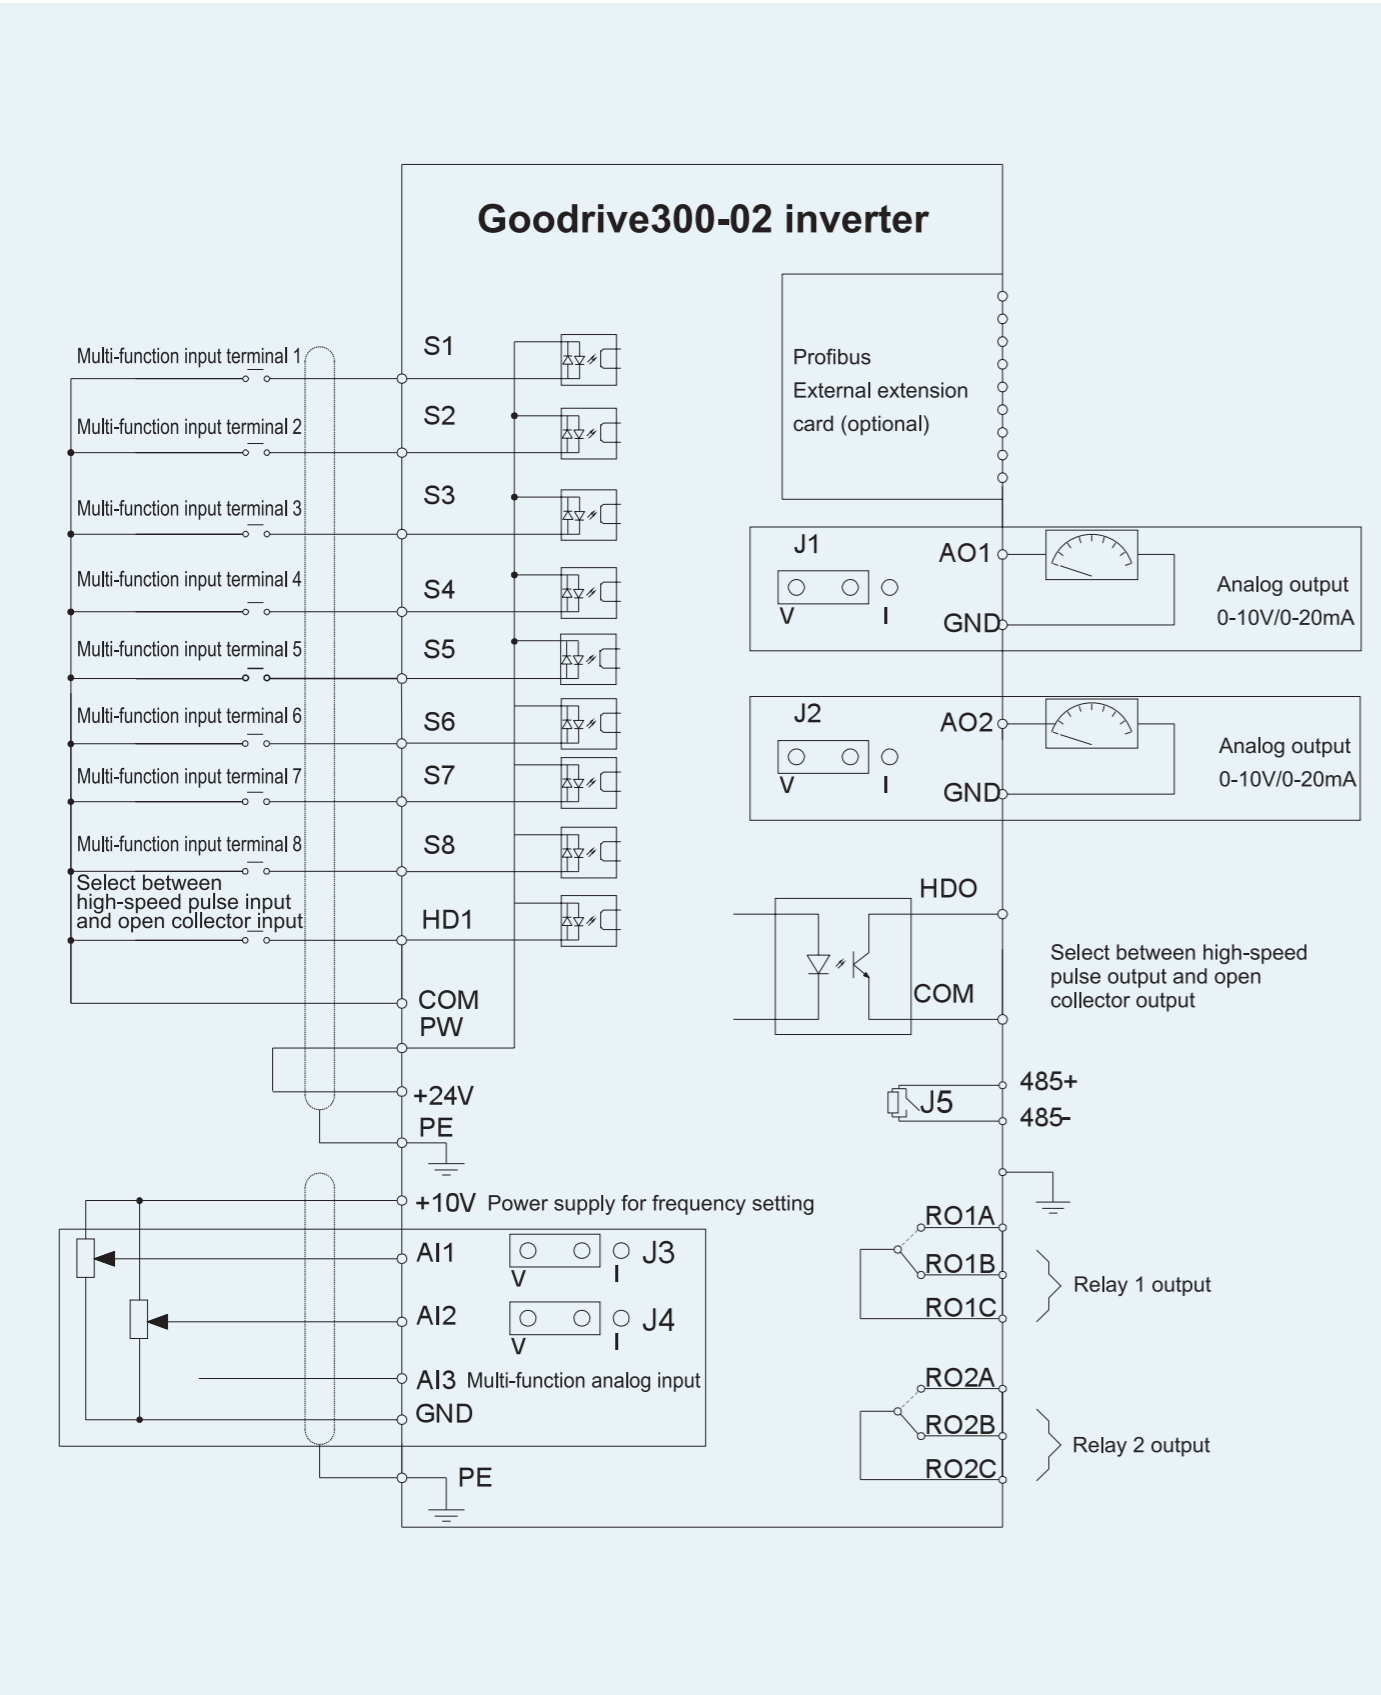 Goodrive300-02 inverter
Multi-function input terminal 1
S1
Multi-function input terminal 2
S2
Multi-function input terminal 3
S3
Multi-function input terminal 4
S4
Multi-function input terminal 5
S5
Multi-function input terminal 6
S6
Multi-function input terminal 7
S7
Multi-function input terminal 8
S8
Select between
high-speed pulse input
and open collector input
HD1
COM
PW
+24V
PE
+10V Power supply for frequency setting
AI1
V
I
J3
AI2
V
I
J4
AI3 Multi-function analog input
GND
PE
Profibus
External extension
card (optional)
J1
V
I
AO1
GND
Analog output
0-10V/0-20mA
J2
V
I
AO2
GND
Analog output
0-10V/0-20mA
HDO
COM
Select between high-speed
pulse output and open
collector output
J5
485+
485-
RO1A
RO1B
RO1C
Relay 1 output
RO2A
RO2B
RO2C
Relay 2 output